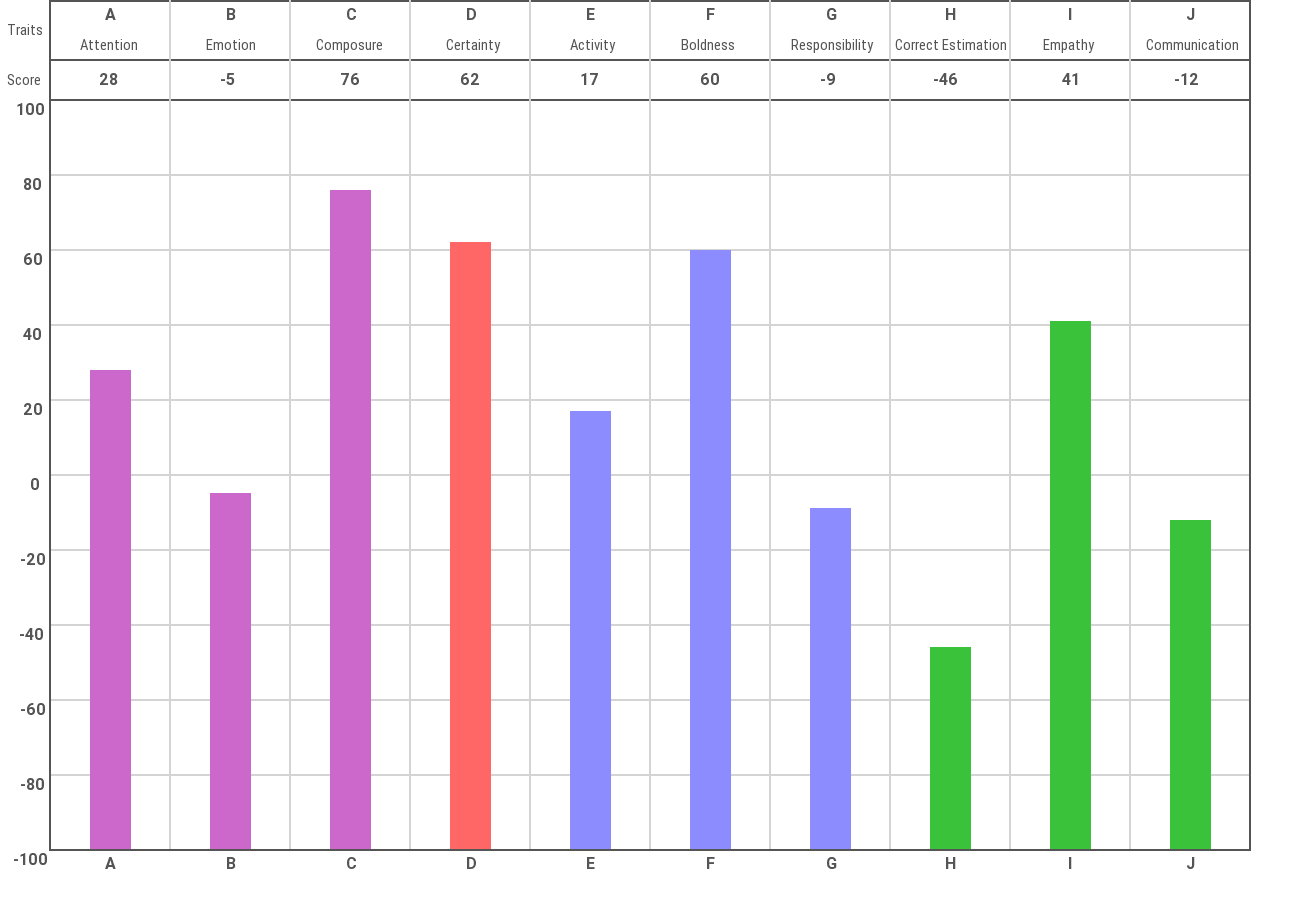 Traits
A B C D E F G H I J
Attention Emotion Composure Certainty Activity Boldness Responsibility Correct Estimation Empathy Communication
Score 28 -5 76 62 17 60 -9 -46 41 -12
100
80
60
40
20
0
-20
-40
-60
-80
-100
A B C D E F G H I J